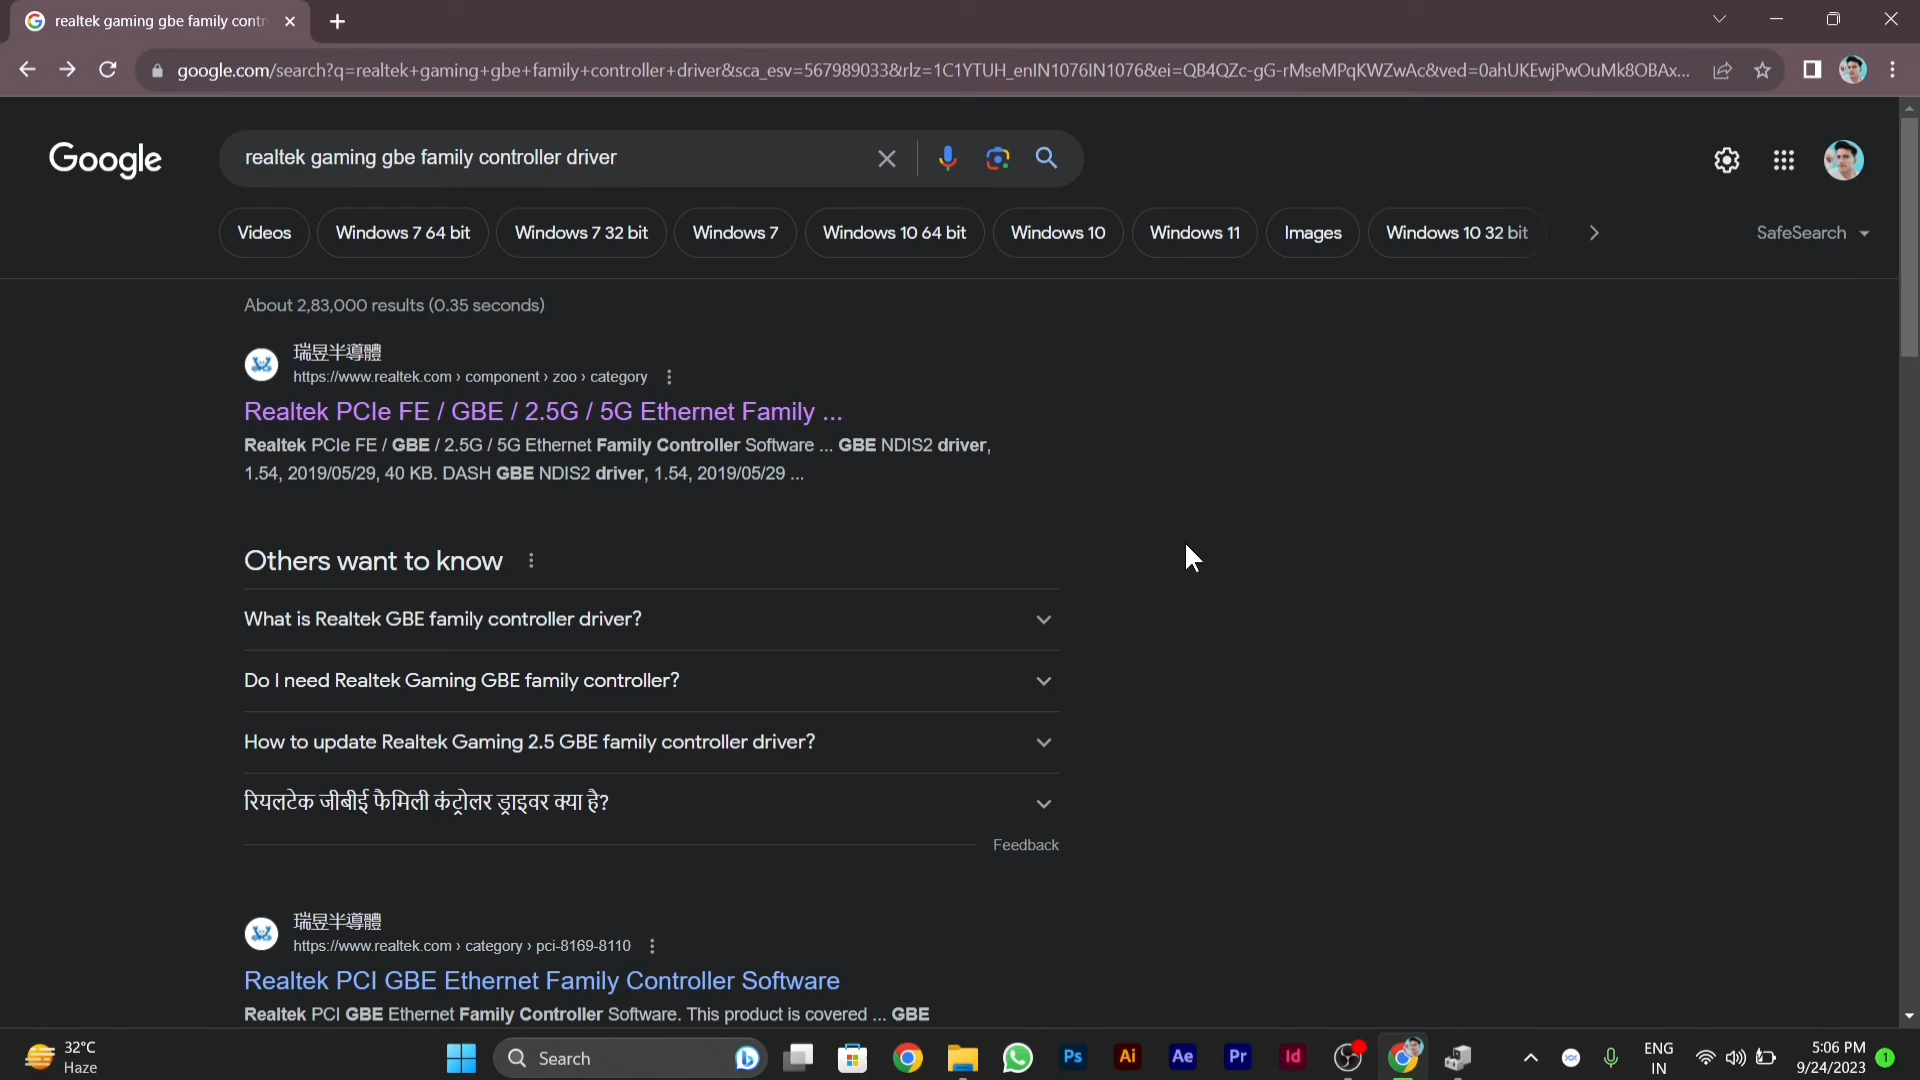 realtek gaming gbe family contr
google.com/search?q=realtek+gaming+gbe+family+controller+driver&sca_esv=567989033&rlz=1C1YTUH_enIN1076IN1076&ei=QB4QZc-gG-rMseMPqKWZwAc&ved=0ahUKEwjPwOuMk8OBAx...
Google
realtek gaming gbe family controller driver
Videos
Windows 7 64 bit
Windows 7 32 bit
Windows 7
Windows 10 64 bit
Windows 10
Windows 11
Images
Windows 10 32 bit
SafeSearch
About 2,83,000 results (0.35 seconds)
瑞昱半導體
https://www.realtek.com › component › zoo › category
Realtek PCIe FE / GBE / 2.5G / 5G Ethernet Family ...
Realtek PCIe FE / GBE / 2.5G / 5G Ethernet Family Controller Software ... GBE NDIS2 driver,
1.54, 2019/05/29, 40 KB. DASH GBE NDIS2 driver, 1.54, 2019/05/29 ...
Others want to know
What is Realtek GBE family controller driver?
Do I need Realtek Gaming GBE family controller?
How to update Realtek Gaming 2.5 GBE family controller driver?
रियलटेक जीबीई फैमिली कंट्रोलर ड्राइवर क्या है?
Feedback
瑞昱半導體
https://www.realtek.com › category › pci-8169-8110
Realtek PCI GBE Ethernet Family Controller Software
Realtek PCI GBE Ethernet Family Controller Software. This product is covered ... GBE
32°C
Haze
Search
Ps
Ai
Ae
Pr
Id
ENG
IN
5:06 PM
9/24/2023
1